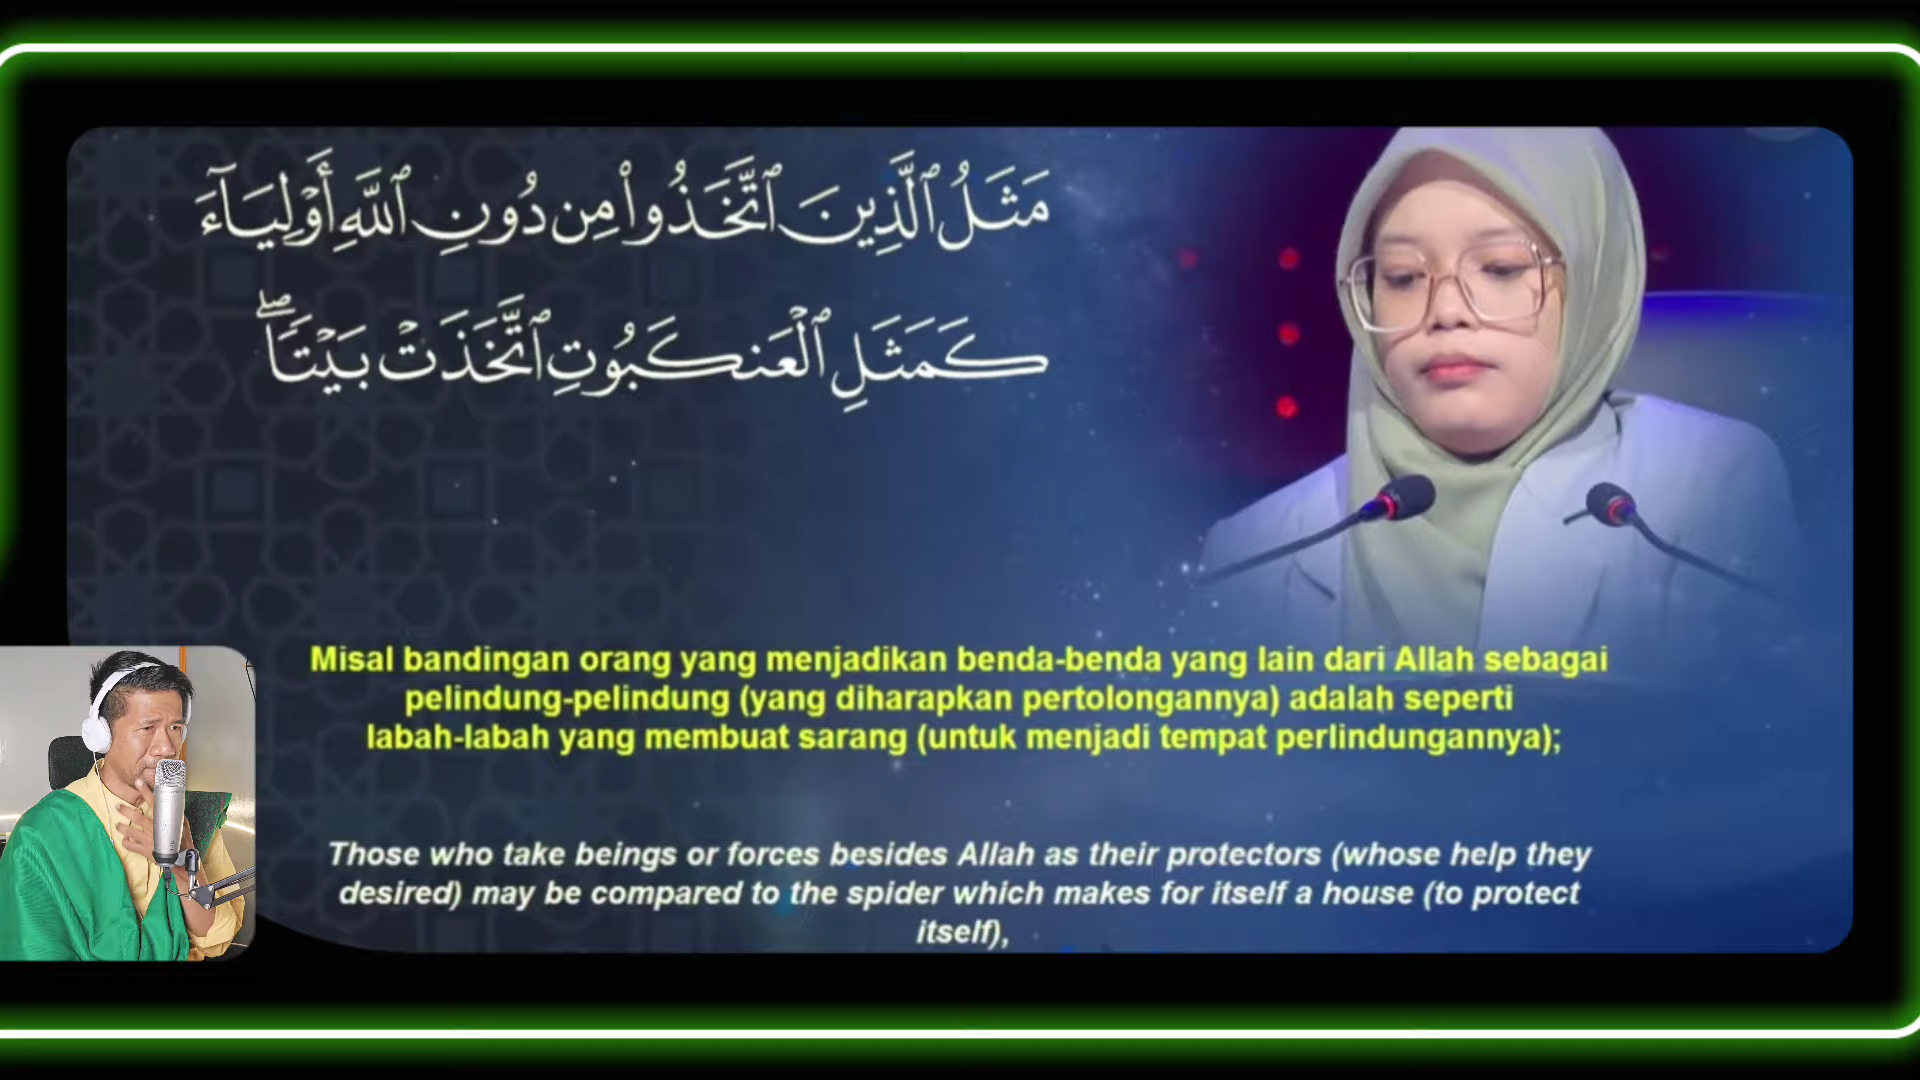 مَثَلُ ٱلَّذِينَ ٱتَّخَذُوا۟ مِن دُونِ ٱللَّهِ أَوْلِيَآءَ
كَمَثَلِ ٱلْعَنكَبُوتِ ٱتَّخَذَتْ بَيْتًا ۖ
Misal bandingan orang yang menjadikan benda-benda yang lain dari Allah sebagai
pelindung-pelindung (yang diharapkan pertolongannya) adalah seperti
labah-labah yang membuat sarang (untuk menjadi tempat perlindungannya);
Those who take beings or forces besides Allah as their protectors (whose help they
desired) may be compared to the spider which makes for itself a house (to protect
itself),